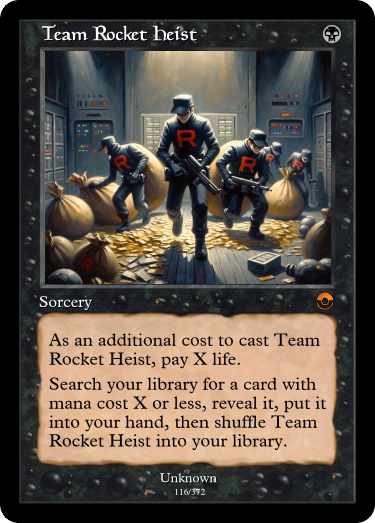 Team Rocket Heist
R
R
R
R
R
Sorcery
As an additional cost to cast Team
Rocket Heist, pay X life.
Search your library for a card with
mana cost X or less, reveal it, put it
into your hand, then shuffle Team
Rocket Heist into your library.
Unknown
116/372